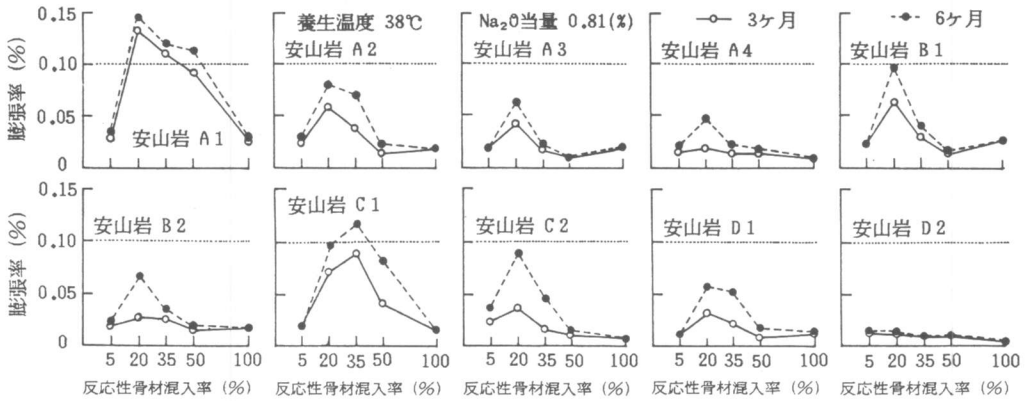 養生温度 38℃ Na₂O当量 0.81(%) 3ヶ月 6ヶ月
膨張率 (%)
0.15
0.10
0.05
0
安山岩 A1
安山岩 A2
安山岩 A3
安山岩 A4
安山岩 B1
膨張率 (%)
0.15
0.10
0.05
0
安山岩 B2
安山岩 C1
安山岩 C2
安山岩 D1
安山岩 D2
5 20 35 50 100
5 20 35 50 100
5 20 35 50 100
5 20 35 50 100
5 20 35 50 100
反応性骨材混入率 (%)
反応性骨材混入率 (%)
反応性骨材混入率 (%)
反応性骨材混入率 (%)
反応性骨材混入率 (%)